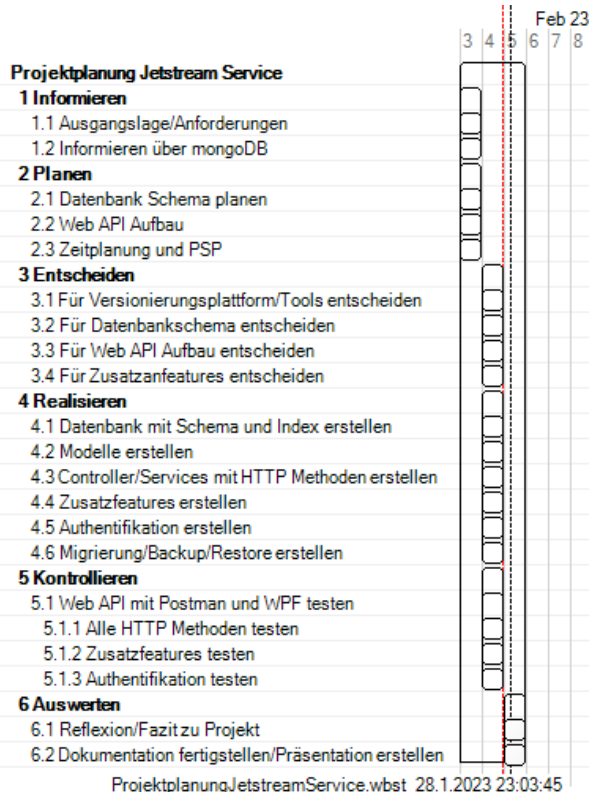 Feb 23
3 4 5 6 7 8
Projektplanung Jetstream Service
1 Informieren
1.1 Ausgangslage/Anforderungen
1.2 Informieren über mongoDB
2 Planen
2.1 Datenbank Schema planen
2.2 Web API Aufbau
2.3 Zeitplanung und PSP
3 Entscheiden
3.1 Für Versionierungsplattform/Tools entscheiden
3.2 Für Datenbankschema entscheiden
3.3 Für Web API Aufbau entscheiden
3.4 Für Zusatzanfeatures entscheiden
4 Realisieren
4.1 Datenbank mit Schema und Index erstellen
4.2 Modelle erstellen
4.3 Controller/Services mit HTTP Methoden erstellen
4.4 Zusatzfeatures erstellen
4.5 Authentifikation erstellen
4.6 Migrierung/Backup/Restore erstellen
5 Kontrollieren
5.1 Web API mit Postman und WPF testen
5.1.1 Alle HTTP Methoden testen
5.1.2 Zusatzfeatures testen
5.1.3 Authentifikation testen
6 Auswerten
6.1 Reflexion/Fazit zu Projekt
6.2 Dokumentation fertigstellen/Präsentation erstellen
ProjektplanungJetstreamService.wbst 28.1.2023 23:03:45